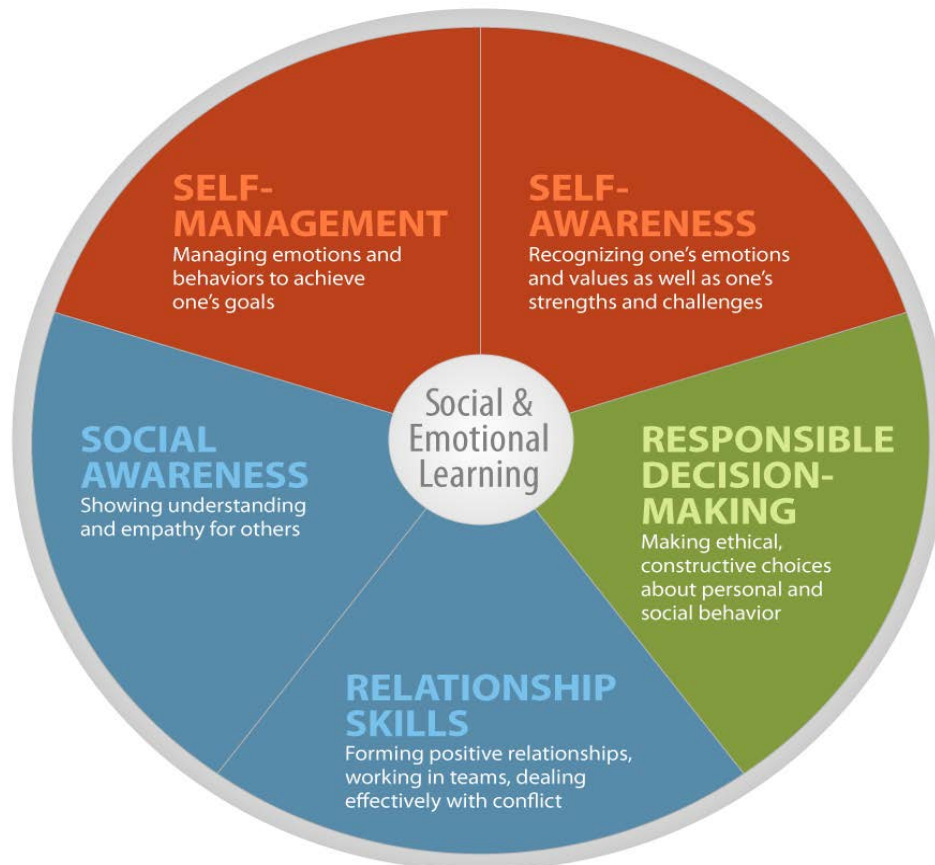 SELF-
MANAGEMENT
Managing emotions and
behaviors to achieve
one’s goals
SELF-
AWARENESS
Recognizing one’s emotions
and values as well as one’s
strengths and challenges
SOCIAL
AWARENESS
Showing understanding
and empathy for others
Social &
Emotional
Learning
RESPONSIBLE
DECISION-
MAKING
Making ethical,
constructive choices
about personal and
social behavior
RELATIONSHIP
SKILLS
Forming positive relationships,
working in teams, dealing
effectively with conflict